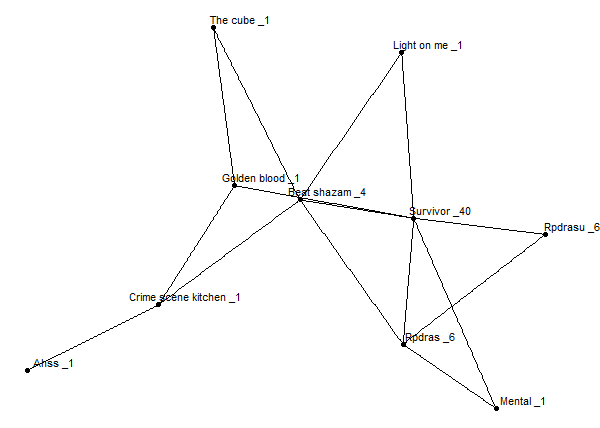 The cube _1
Light on me _1
Golden blood _1
Beat shazam _4
Survivor _40
Rpdrasu _6
Crime scene kitchen _1
Rpdras _6
Ahss _1
Mental _1